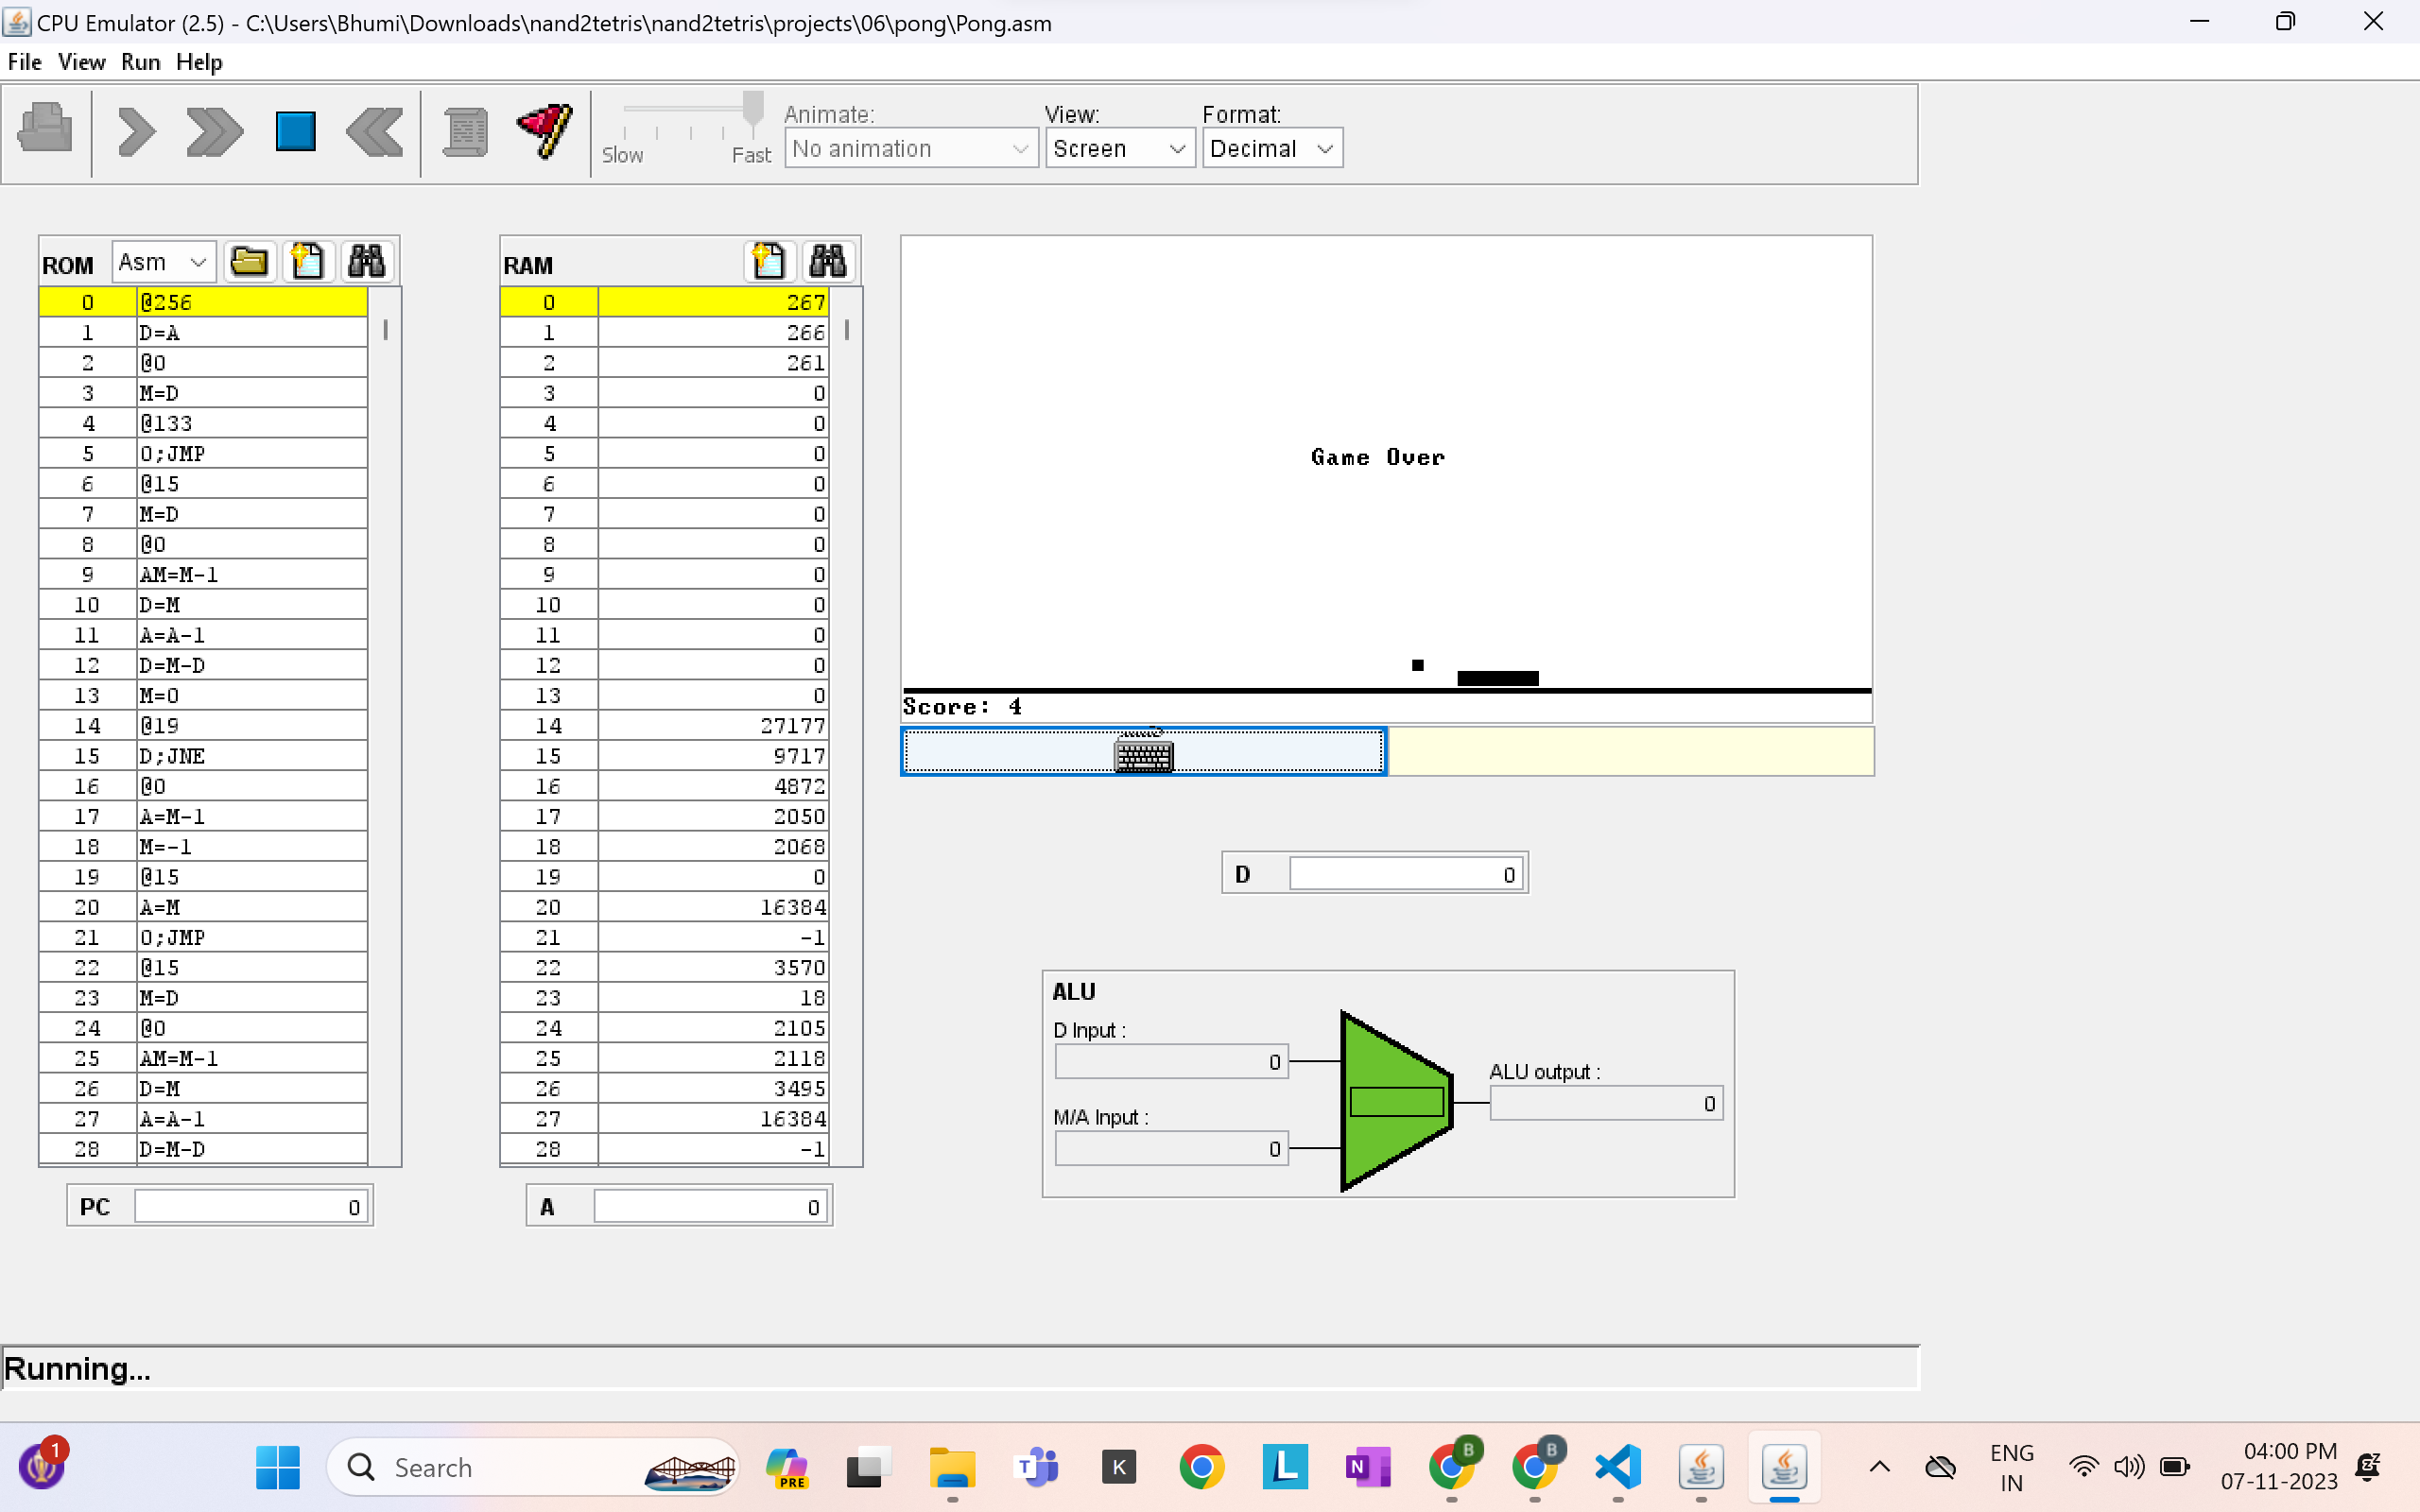 CPU Emulator (2.5) - C:\Users\Bhumi\Downloads\nand2tetris\nand2tetris\projects\06\pong\Pong.asm
File View Run Help
Slow Fast
Animate:
No animation
View:
Screen
Format:
Decimal
ROM Asm
0 @256
1 D=A
2 @0
3 M=D
4 @133
5 0;JMP
6 @15
7 M=D
8 @0
9 AM=M-1
10 D=M
11 A=A-1
12 D=M-D
13 M=0
14 @19
15 D;JNE
16 @0
17 A=M-1
18 M=-1
19 @15
20 A=M
21 0;JMP
22 @15
23 M=D
24 @0
25 AM=M-1
26 D=M
27 A=A-1
28 D=M-D
PC 0
RAM
0 267
1 266
2 261
3 0
4 0
5 0
6 0
7 0
8 0
9 0
10 0
11 0
12 0
13 0
14 27177
15 9717
16 4872
17 2050
18 2068
19 0
20 16384
21 -1
22 3570
23 18
24 2105
25 2118
26 3495
27 16384
28 -1
A 0
Game Over
Score: 4
D 0
ALU
D Input :
0
M/A Input :
0
ALU output :
0
Running...
1
Search
PRE
T
K
L
N
B
B
ENG
IN
04:00 PM
07-11-2023